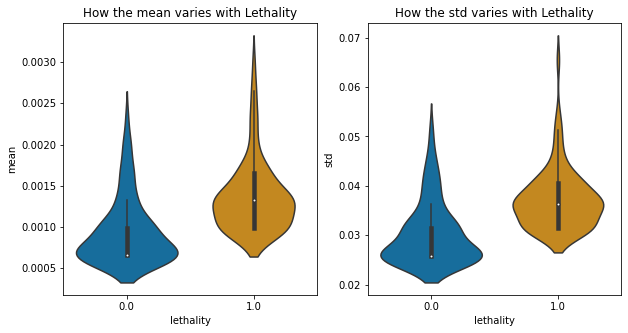 How the mean varies with Lethality
mean
0.0030
0.0025
0.0020
0.0015
0.0010
0.0005
0.0
1.0
lethality
How the std varies with Lethality
std
0.07
0.06
0.05
0.04
0.03
0.02
0.0
1.0
lethality